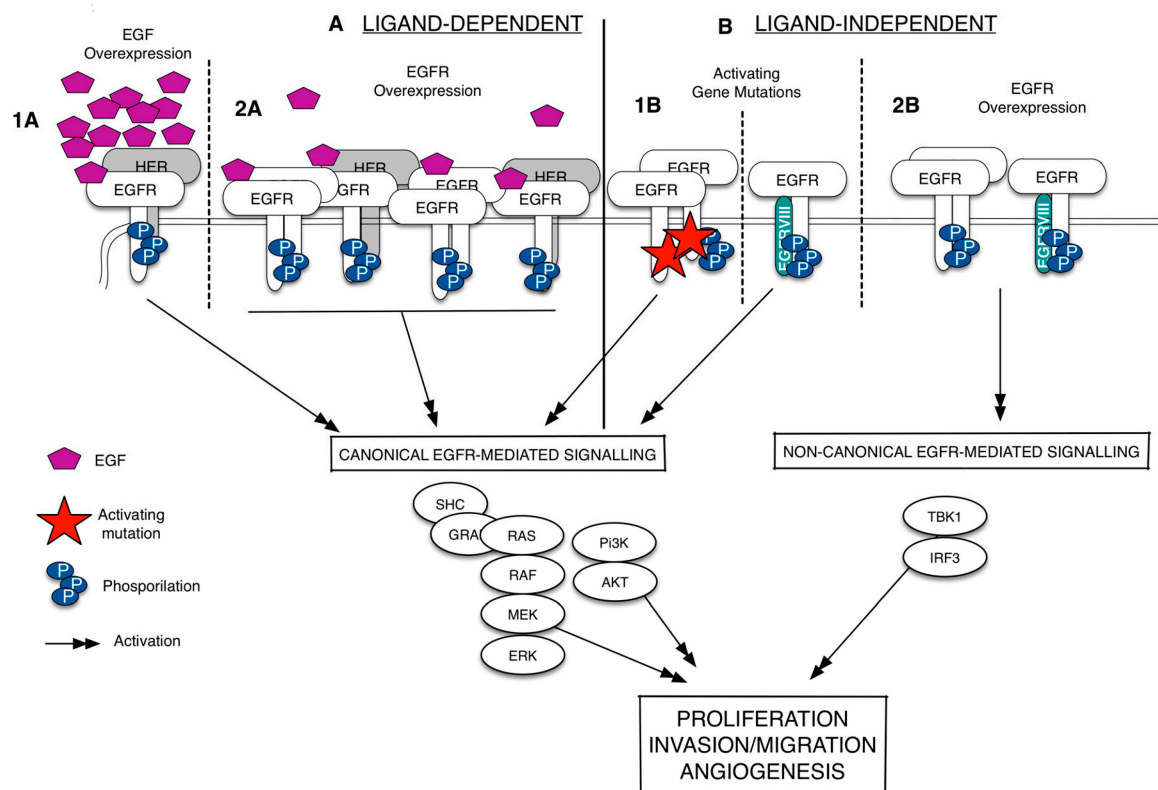 A LIGAND-DEPENDENT
B LIGAND-INDEPENDENT
EGF
Overexpression
1A
HER
EGFR
P
P
P
EGFR
Overexpression
2A
HER
EGFR
EGFR
EGFR
EGFR
HER
EGFR
P
P
P
P
P
P
P
P
P
P
P
P
Activating
Gene Mutations
1B
EGFR
EGFR
P
P
P
EGFR
EGFRVIII
P
P
P
EGFR
Overexpression
2B
EGFR
P
P
P
EGFR
EGFRVIII
P
P
P
CANONICAL EGFR-MEDIATED SIGNALLING
NON-CANONICAL EGFR-MEDIATED SIGNALLING
EGF
Activating
mutation
P
P
P
Phosporilation
Activation
SHC
GRA
RAS
RAF
MEK
ERK
Pi3K
AKT
TBK1
IRF3
PROLIFERATION
INVASION/MIGRATION
ANGIOGENESIS